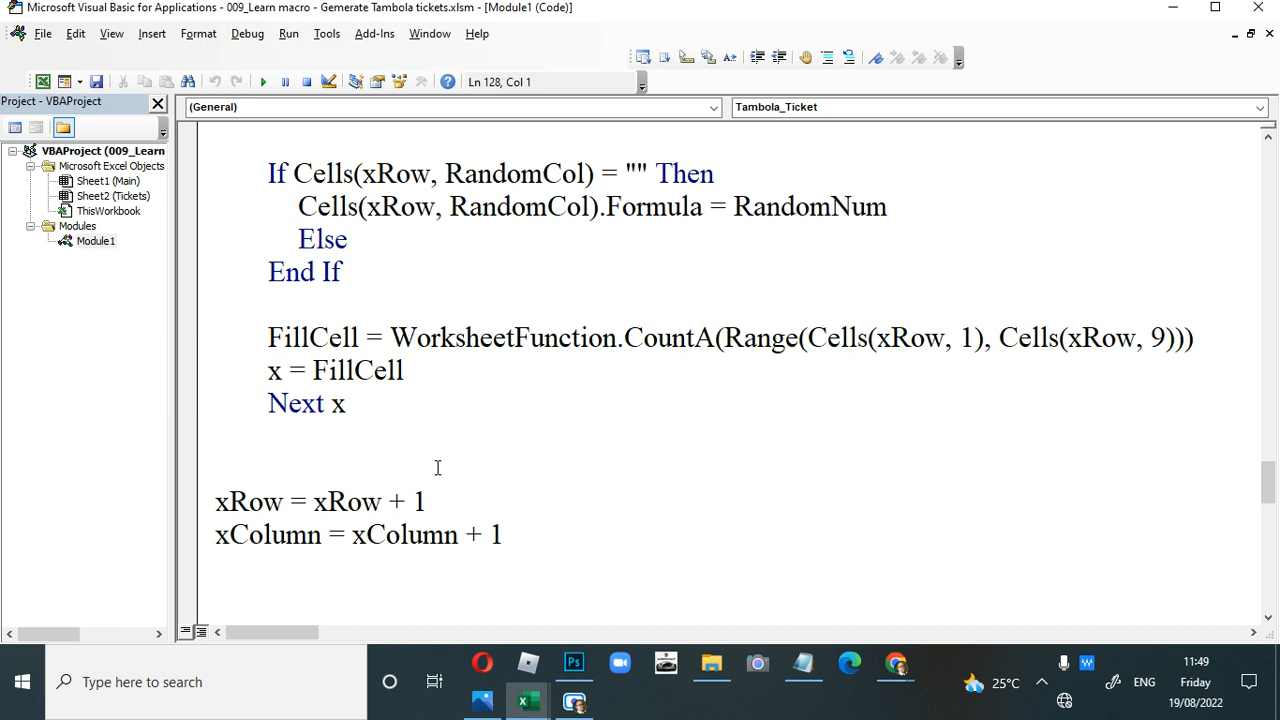 Microsoft Visual Basic for Applications - 009_Learn macro - Gemerate Tambola tickets.xlsm - [Module1 (Code)]
File Edit View Insert Format Debug Run Tools Add-Ins Window Help
Ln 128, Col 1
Project - VBAProject
(General)
Tambola_Ticket
VBAProject (009_Learn
Microsoft Excel Objects
Sheet1 (Main)
Sheet2 (Tickets)
ThisWorkbook
Modules
Module1
If Cells(xRow, RandomCol) = "" Then
Cells(xRow, RandomCol).Formula = RandomNum
Else
End If
FillCell = WorksheetFunction.CountA(Range(Cells(xRow, 1), Cells(xRow, 9)))
x = FillCell
Next x
xRow = xRow + 1
xColumn = xColumn + 1
Type here to search
25°C
ENG
11:49
Friday
19/08/2022